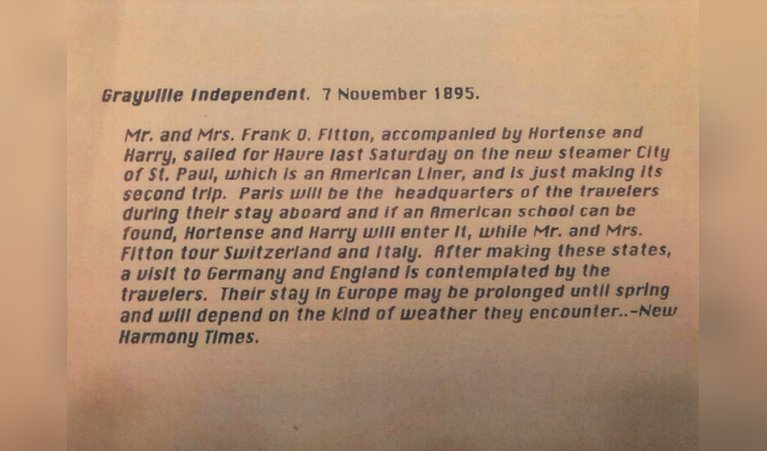 Grayville Independent. 7 November 1895.
Mr. and Mrs. Frank O. Fitton, accompanied by Hortense and
Harry, sailed for Havre last Saturday on the new steamer City
of St. Paul, which is an American Liner, and is just making its
second trip. Paris will be the headquarters of the travelers
during their stay aboard and if an American school can be
found, Hortense and Harry will enter it, while Mr. and Mrs.
Fitton tour Switzerland and Italy. After making these states,
a visit to Germany and England is contemplated by the
travelers. Their stay in Europe may be prolonged until spring
and will depend on the kind of weather they encounter..-New
Harmony Times.